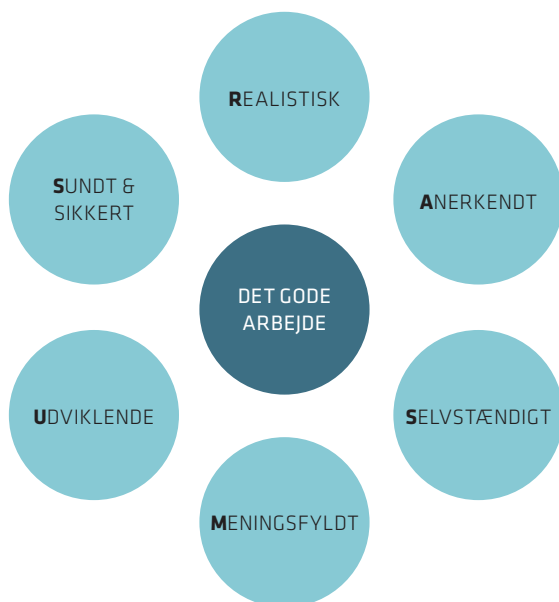 REALISTISK
SUNDT &
SIKKERT
ANERKENDT
DET GODE
ARBEJDE
UDVIKLENDE
SELVSTÆNDIGT
MENINGSFYLDT